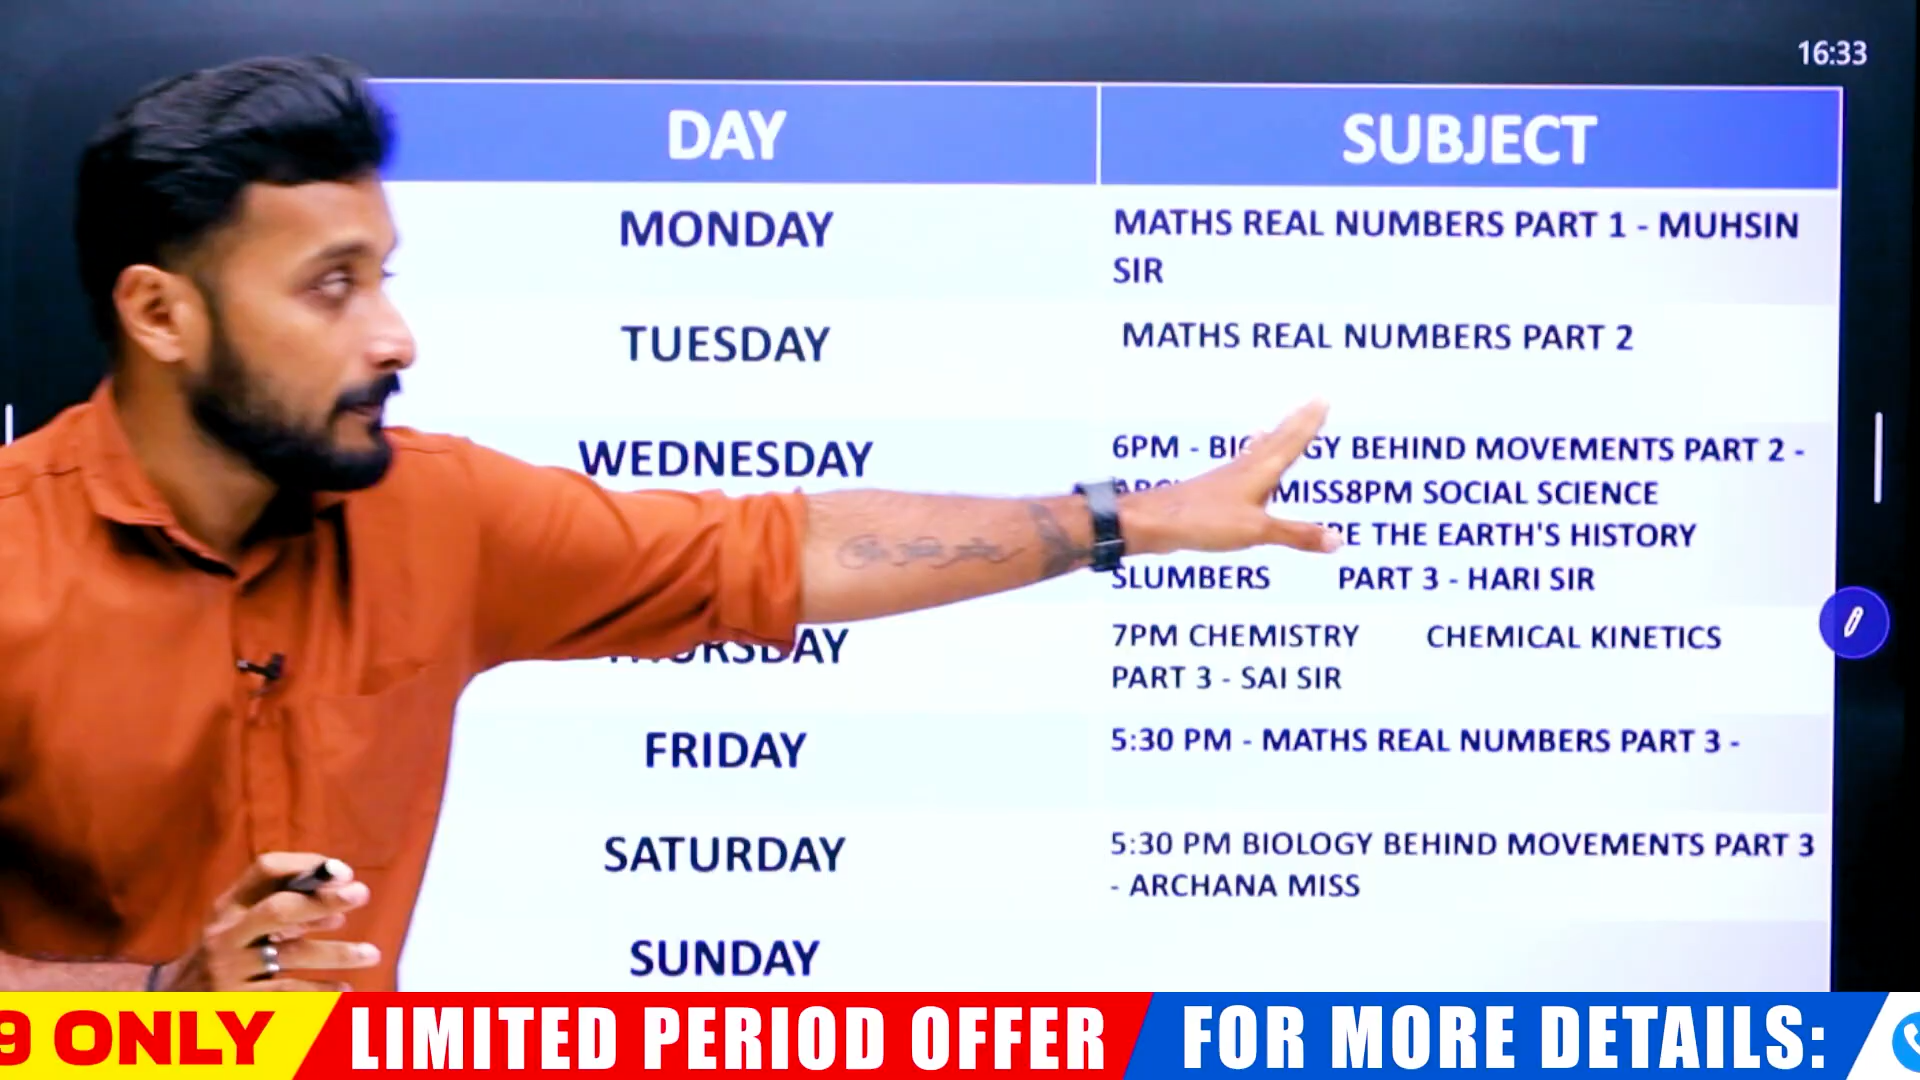 16:33
DAY SUBJECT
MONDAY
MATHS REAL NUMBERS PART 1 - MUHSIN
SIR
TUESDAY
MATHS REAL NUMBERS PART 2
WEDNESDAY
6PM - BEHIND MOVEMENTS PART 2 -
MISS8PM SOCIAL SCIENCE
THE EARTH'S HISTORY
SLUMBERS PART 3 - HARI SIR
THURSDAY
7PM CHEMISTRY CHEMICAL KINETICS
PART 3 - SAI SIR
FRIDAY
5:30 PM - MATHS REAL NUMBERS PART 3 -
SATURDAY
5:30 PM BIOLOGY BEHIND MOVEMENTS PART 3
- ARCHANA MISS
SUNDAY
9 ONLY LIMITED PERIOD OFFER FOR MORE DETAILS: